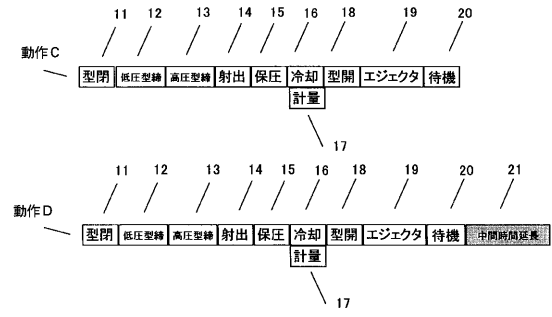 11 12 13 14 15 16 18 19 20
動作C
型閉 低圧型締 高圧型締 射出 保圧 冷却 型開 エジェクタ 待機
計量
17
11 12 13 14 15 16 18 19 20 21
動作D
型閉 低圧型締 高圧型締 射出 保圧 冷却 型開 エジェクタ 待機 中間時間延長
計量
17